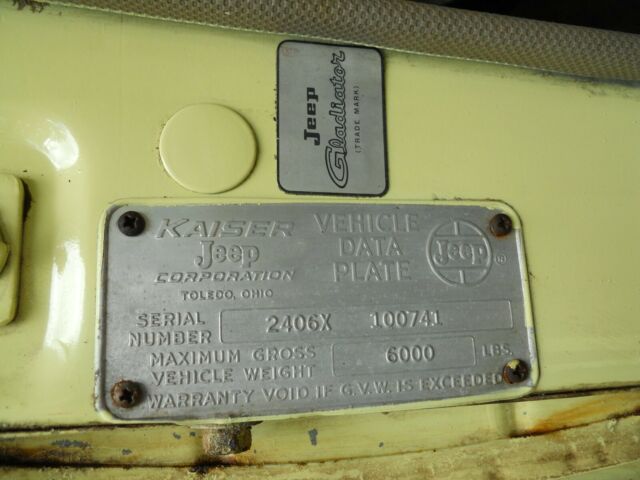 Jeep
Gladiator
(TRADE MARK)
KAISER
Jeep
CORPORATION
TOLEDO, OHIO
VEHICLE
DATA
PLATE
Jeep ®
SERIAL
NUMBER
2406X 100741
MAXIMUM GROSS
VEHICLE WEIGHT
6000 LBS.
WARRANTY VOID IF G.V.W. IS EXCEEDED